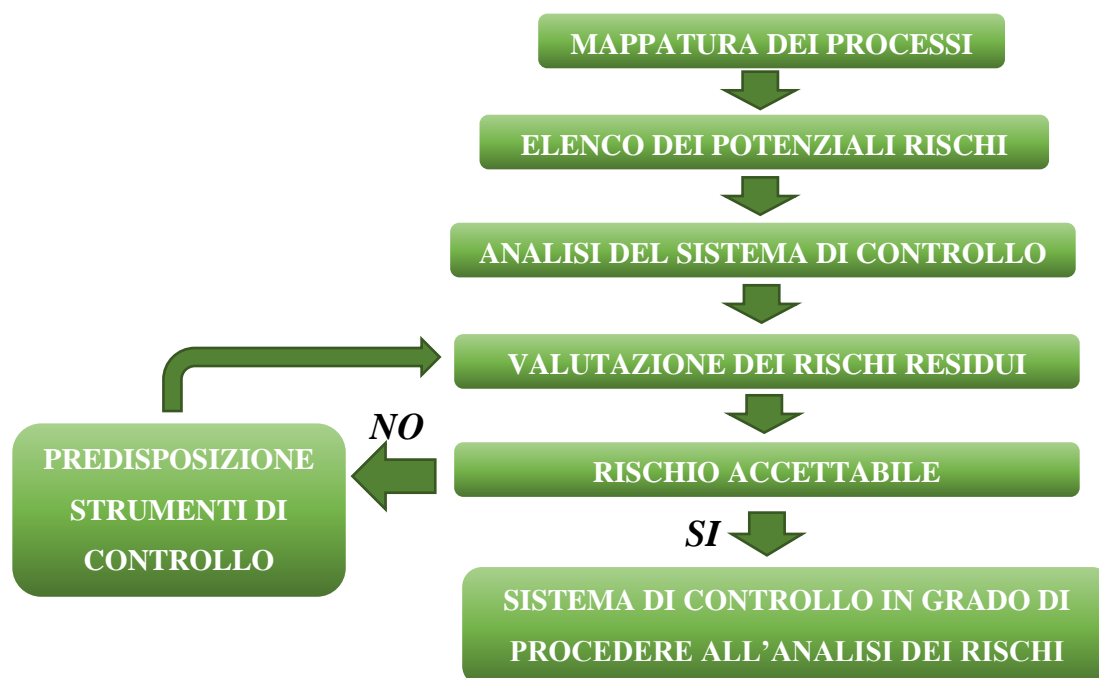 MAPPATURA DEI PROCESSI
ELENCO DEI POTENZIALI RISCHI
ANALISI DEL SISTEMA DI CONTROLLO
VALUTAZIONE DEI RISCHI RESIDUI
NO
PREDISPOSIZIONE
STRUMENTI DI
CONTROLLO
RISCHIO ACCETTABILE
SI
SISTEMA DI CONTROLLO IN GRADO DI
PROCEDERE ALL’ANALISI DEI RISCHI